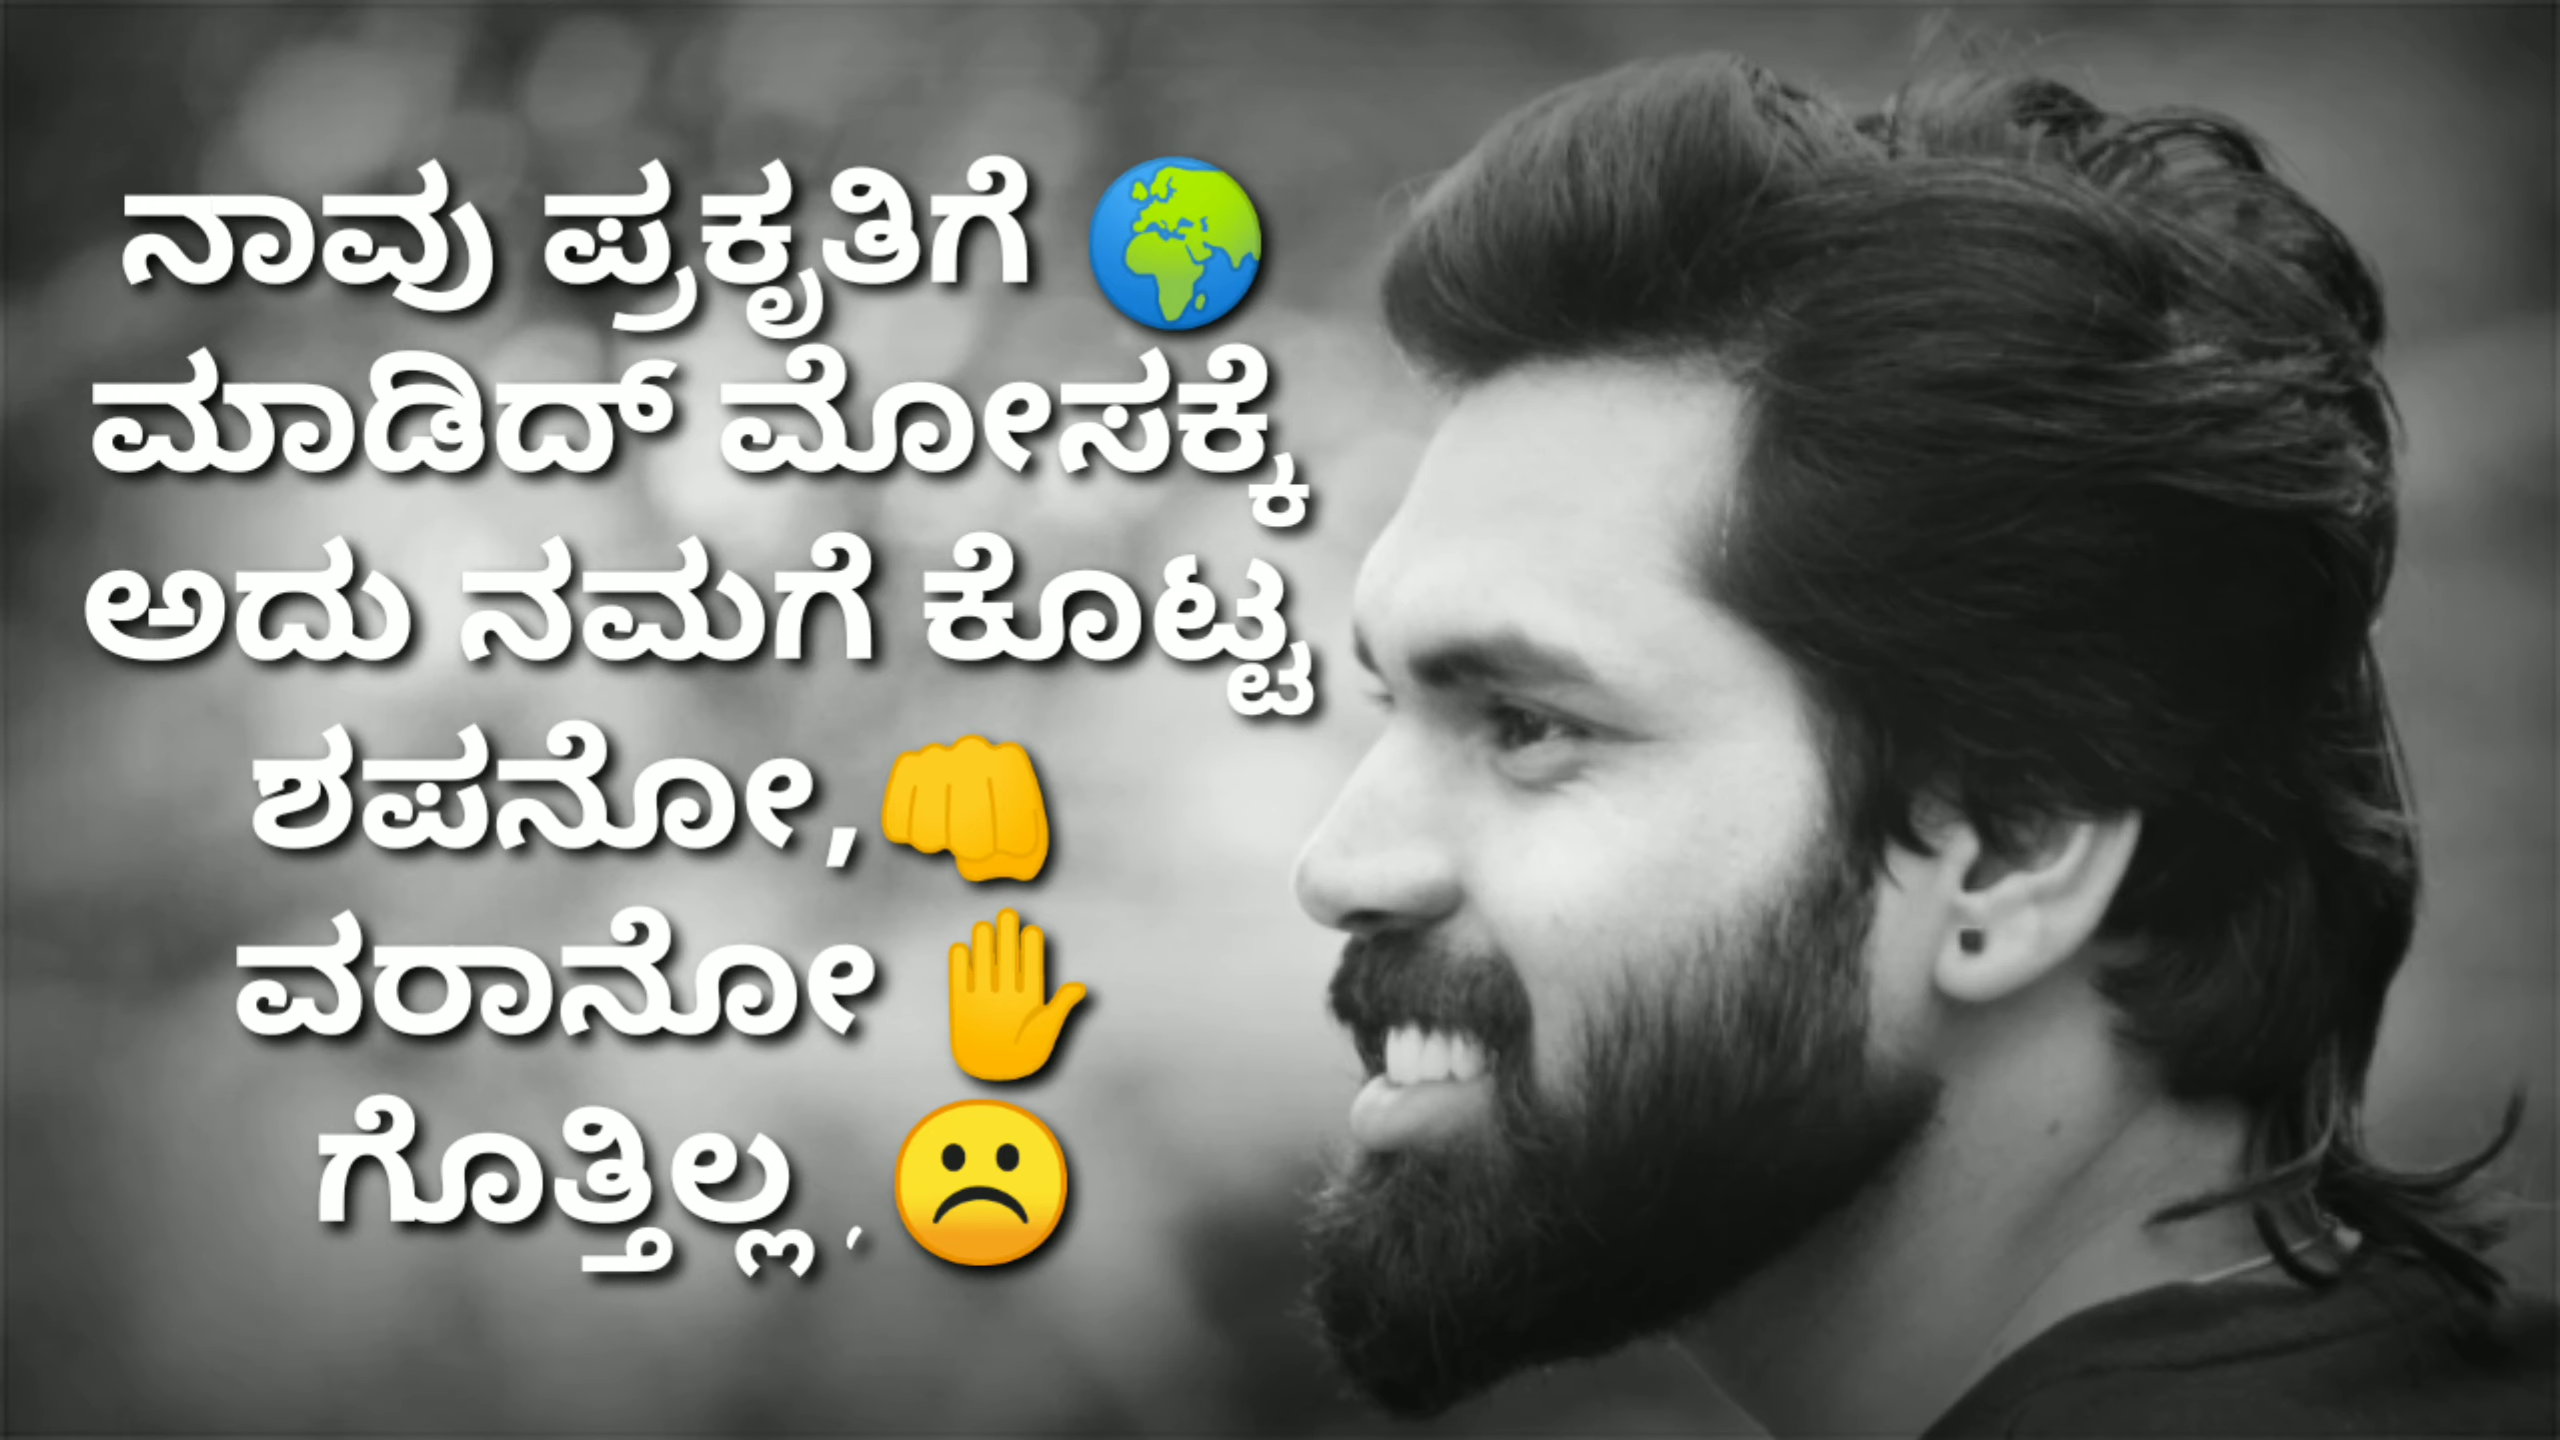 ನಾವು ಪ್ರಕೃತಿಗೆ 🌍
ಮಾಡಿದ್ ಮೋಸಕ್ಕೆ
ಅದು ನಮಗೆ ಕೊಟ್ಟ
ಶಪನೋ,👊
ವರಾನೋ ✋
ಗೊತ್ತಿಲ್ಲ, ☹️